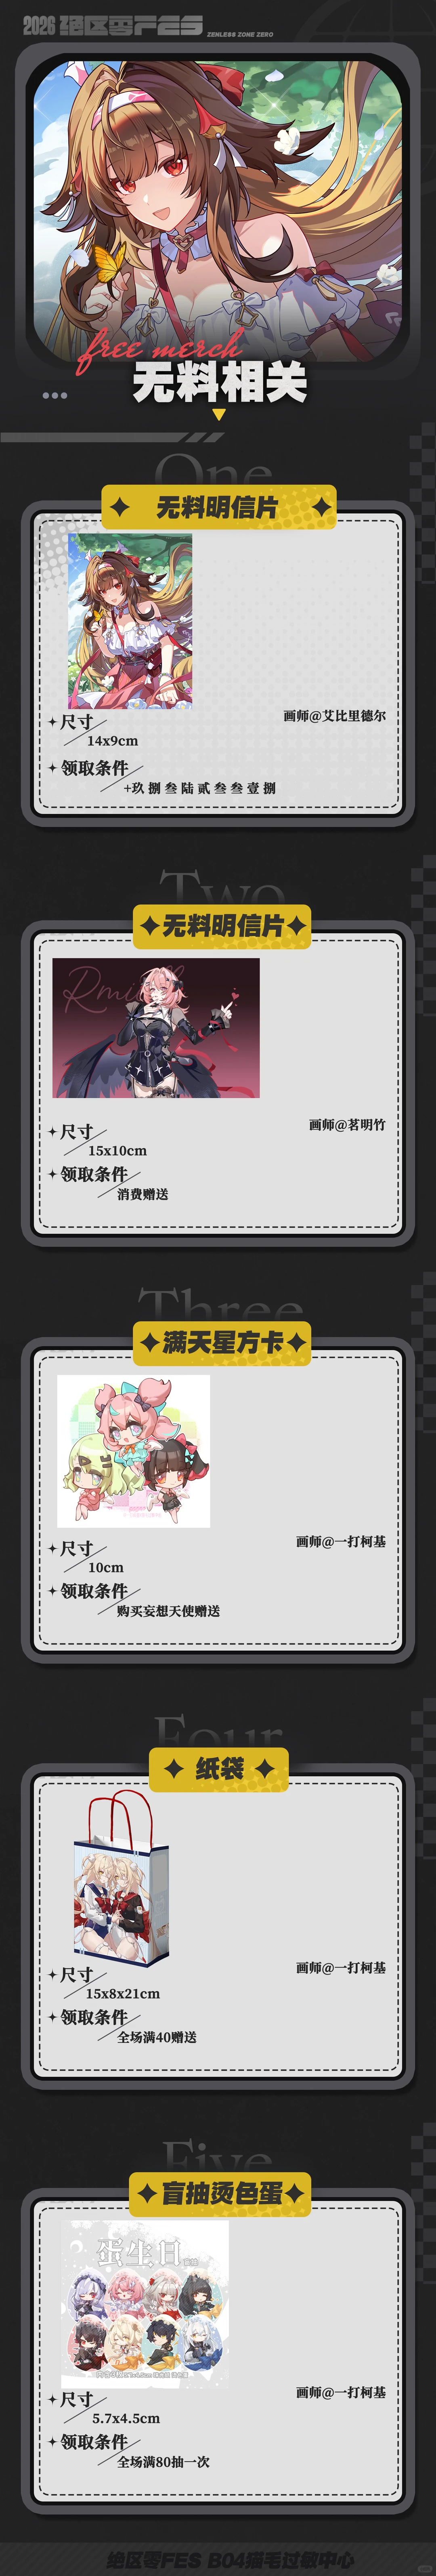 2026 绝区零FES ZENLESS ZONE ZERO
free merch
无料相关
One
无料明信片
画师@艾比里德尔
尺寸
14x9cm
领取条件
+玖 捌 叁 陆 贰 叁 叁 壹 捌
Two
无料明信片
画师@茗明竹
尺寸
15x10cm
领取条件
消费赠送
Three
满天星方卡
画师@一打柯基
尺寸
10cm
领取条件
购买妄想天使赠送
Four
纸袋
画师@一打柯基
尺寸
15x8x21cm
领取条件
全场满40赠送
Five
盲抽烫色蛋
蛋生日
画师@一打柯基
尺寸
5.7x4.5cm
领取条件
全场满80抽一次
绝区零FES B04猫毛过敏中心